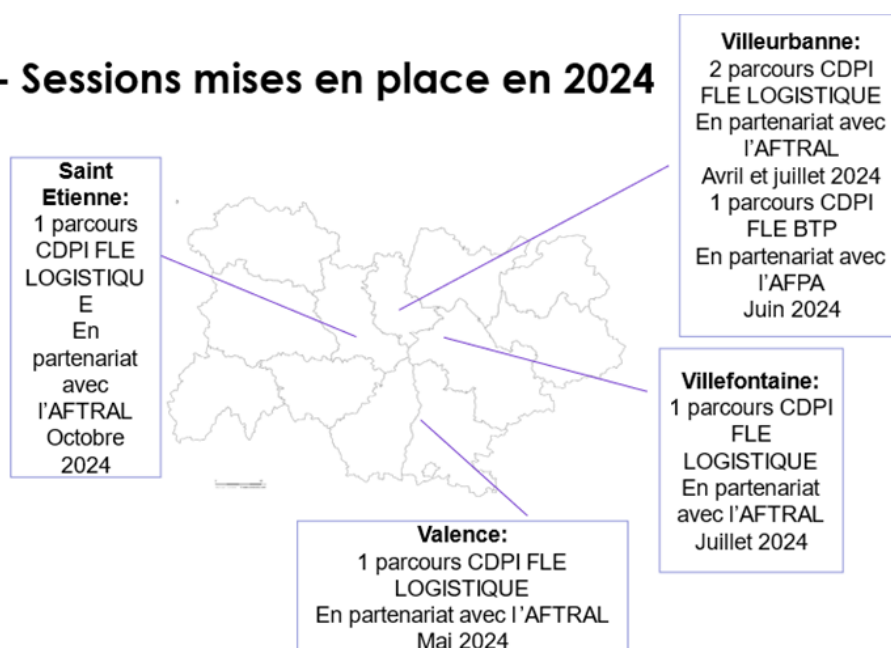 - Sessions mises en place en 2024
Villeurbanne:
2 parcours CDPI
FLE LOGISTIQUE
En partenariat avec
l'AFTRAL
Avril et juillet 2024
1 parcours CDPI
FLE BTP
En partenariat avec
l'AFPA
Juin 2024
Saint
Etienne:
1 parcours
CDPI FLE
LOGISTIQU
E
En
partenariat
avec
l'AFTRAL
Octobre
2024
Villefontaine:
1 parcours CDPI
FLE
LOGISTIQUE
En partenariat
avec l'AFTRAL
Juillet 2024
Valence:
1 parcours CDPI FLE
LOGISTIQUE
En partenariat avec l'AFTRAL
Mai 2024